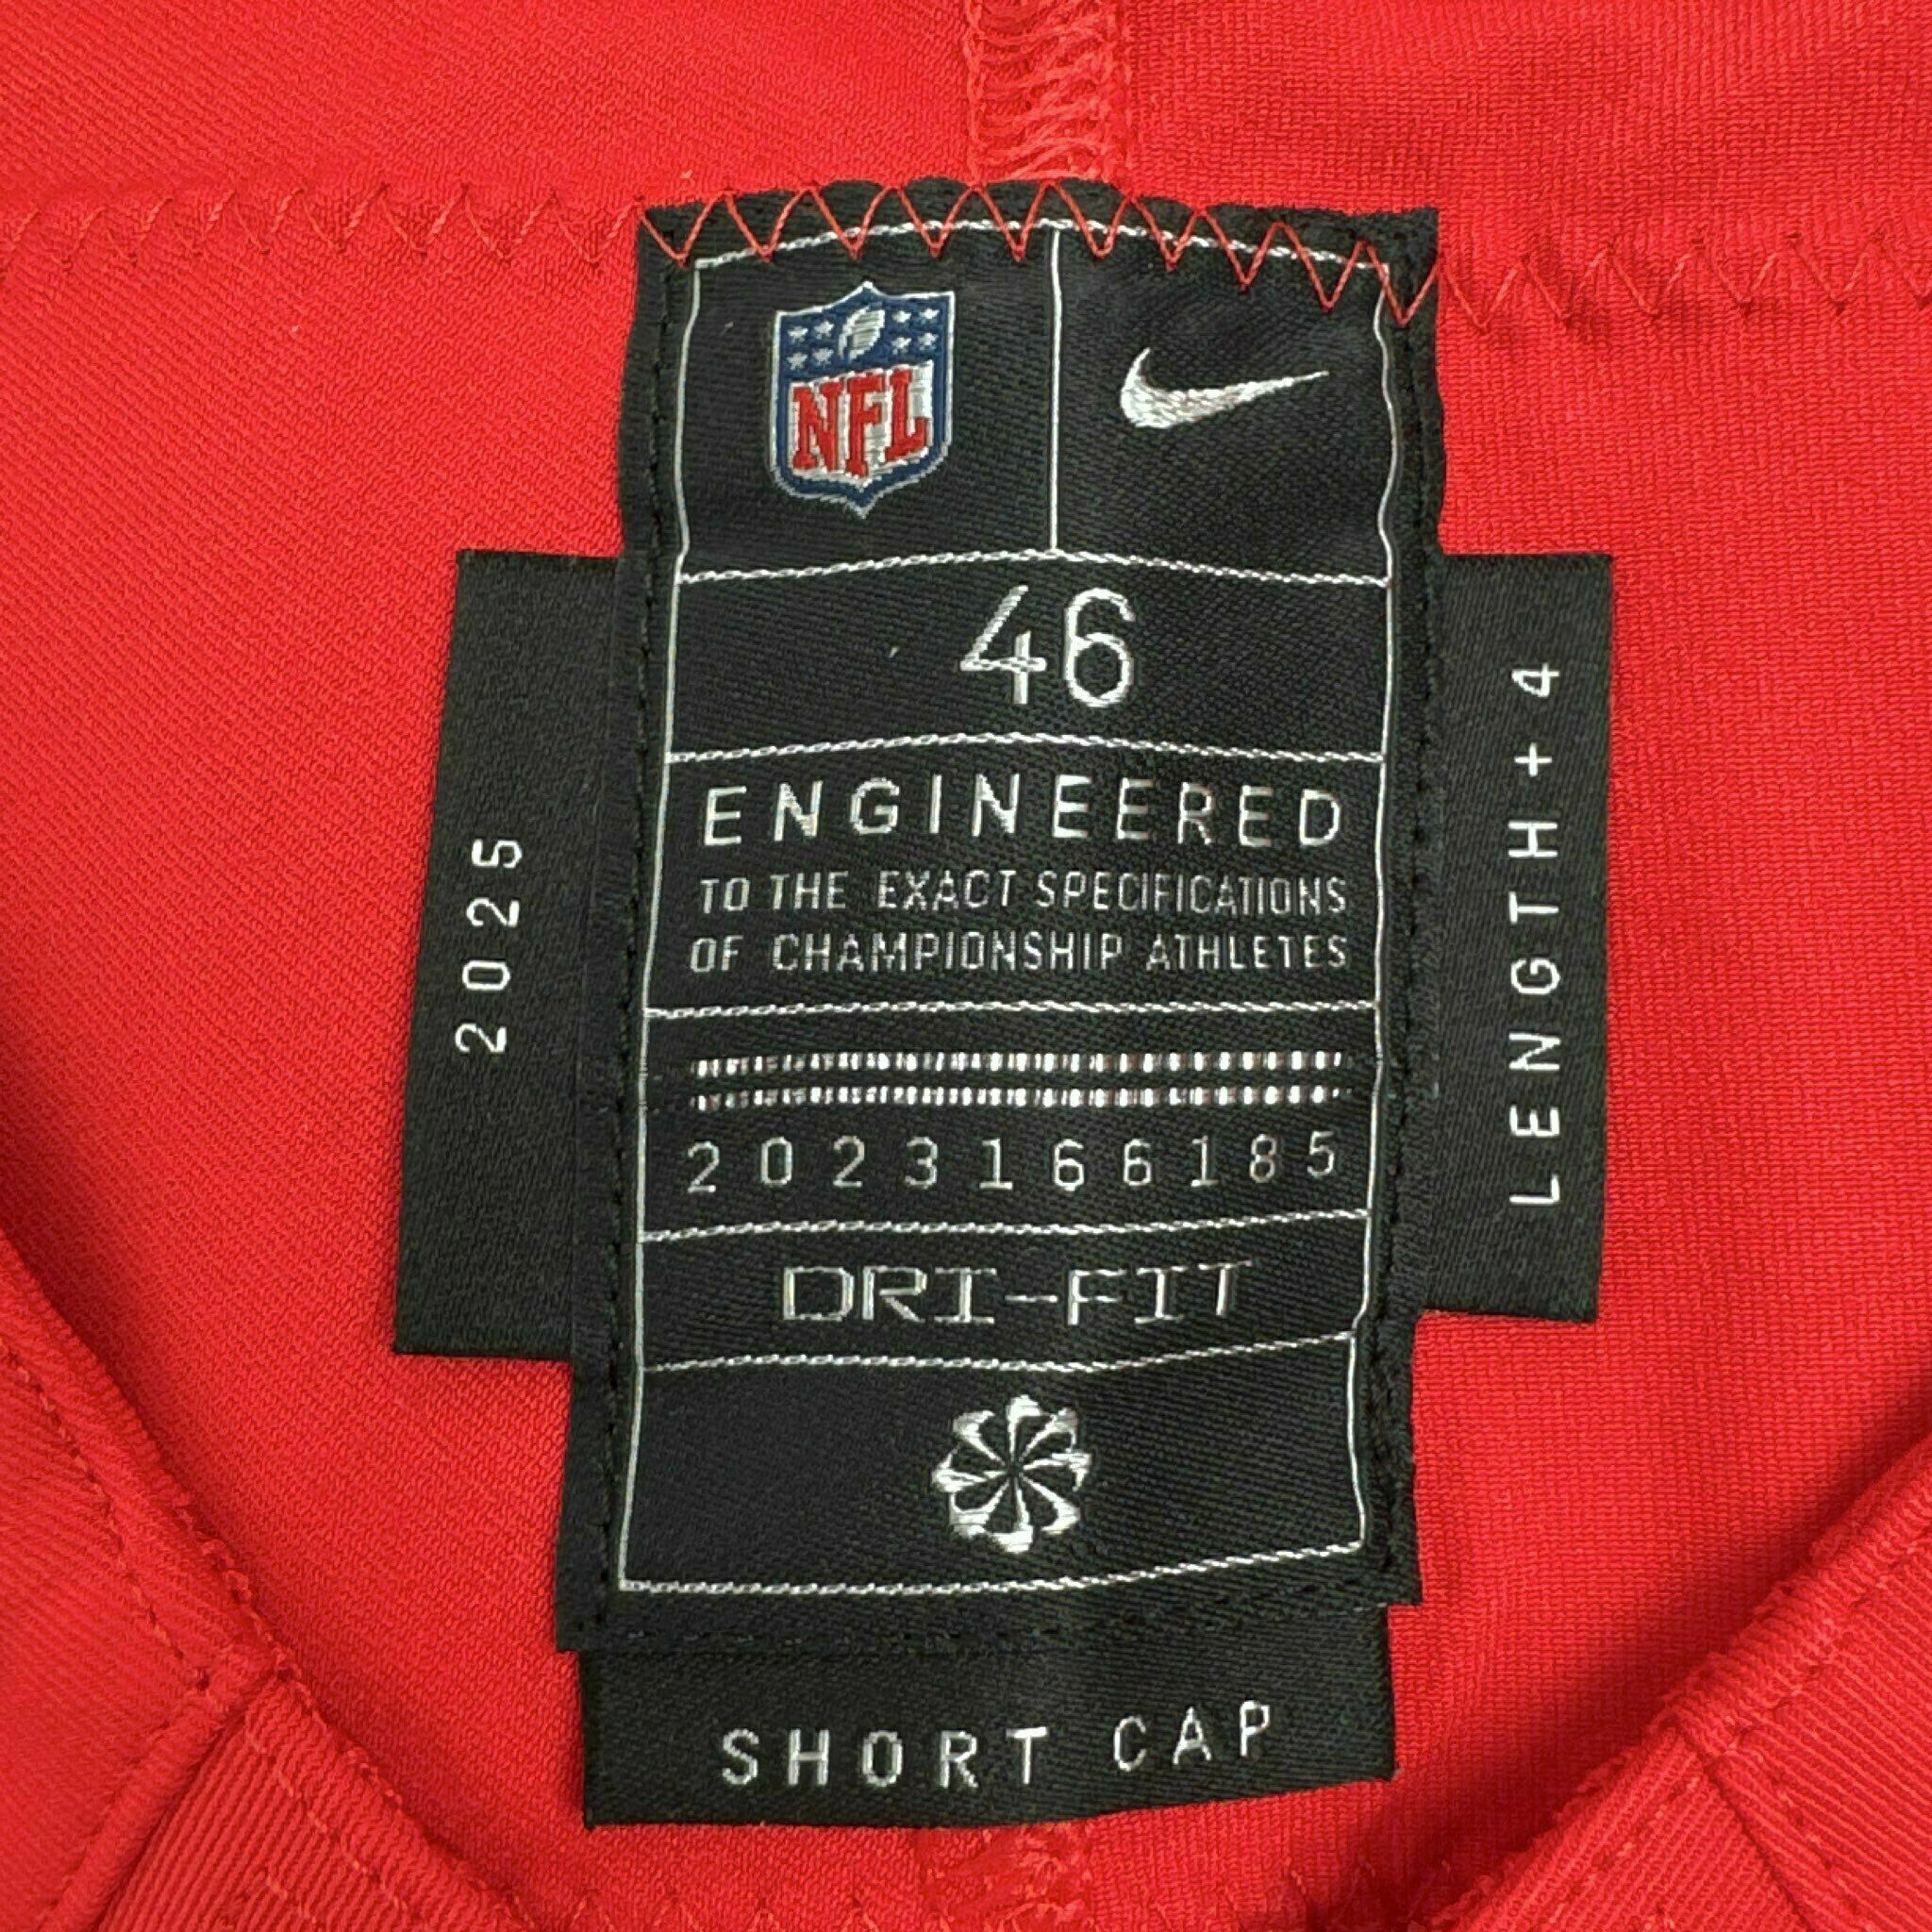 NFL
46
ENGINEERED
TO THE EXACT SPECIFICATIONS
OF CHAMPIONSHIP ATHLETES
2023166185
DRI-FIT
2025
LENGTH+4
SHORT CAP